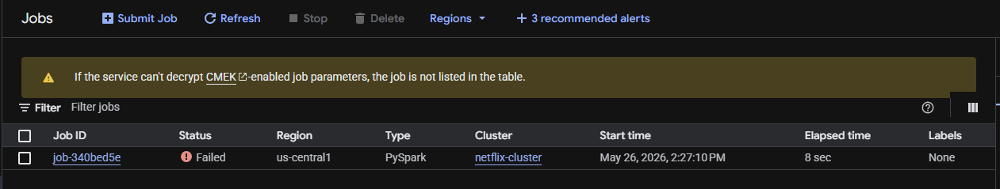 Jobs Submit Job Refresh Stop Delete Regions 3 recommended alerts
If the service can't decrypt CMEK-enabled job parameters, the job is not listed in the table.
Filter Filter jobs
Job ID Status Region Type Cluster Start time Elapsed time Labels
job-340bed5e Failed us-central1 PySpark netflix-cluster May 26, 2026, 2:27:10 PM 8 sec None